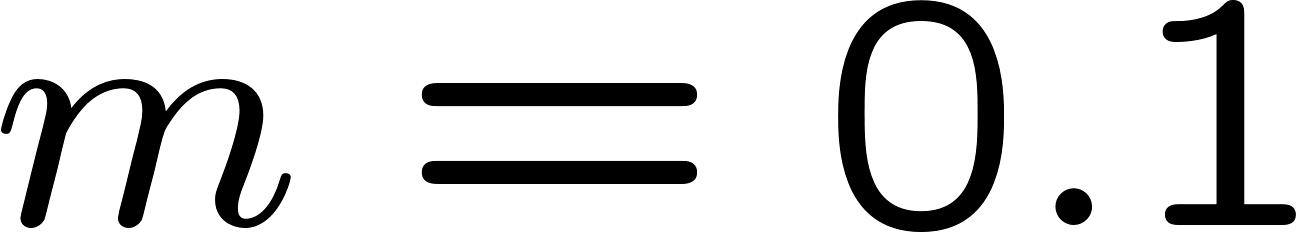 m = 0.1